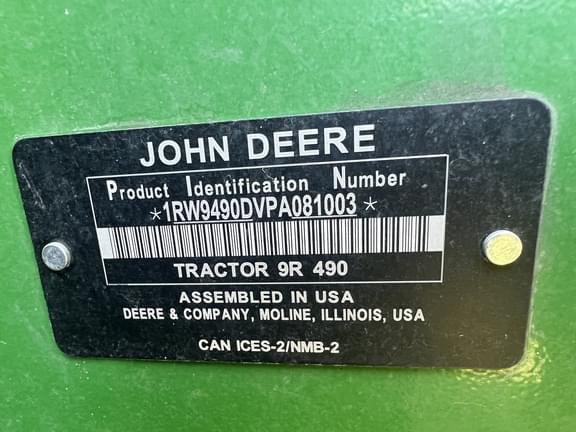 JOHN DEERE
Product Identification Number
*1RW9490DVPA081003*
TRACTOR 9R 490
ASSEMBLED IN USA
DEERE & COMPANY, MOLINE, ILLINOIS, USA
CAN ICES-2/NMB-2